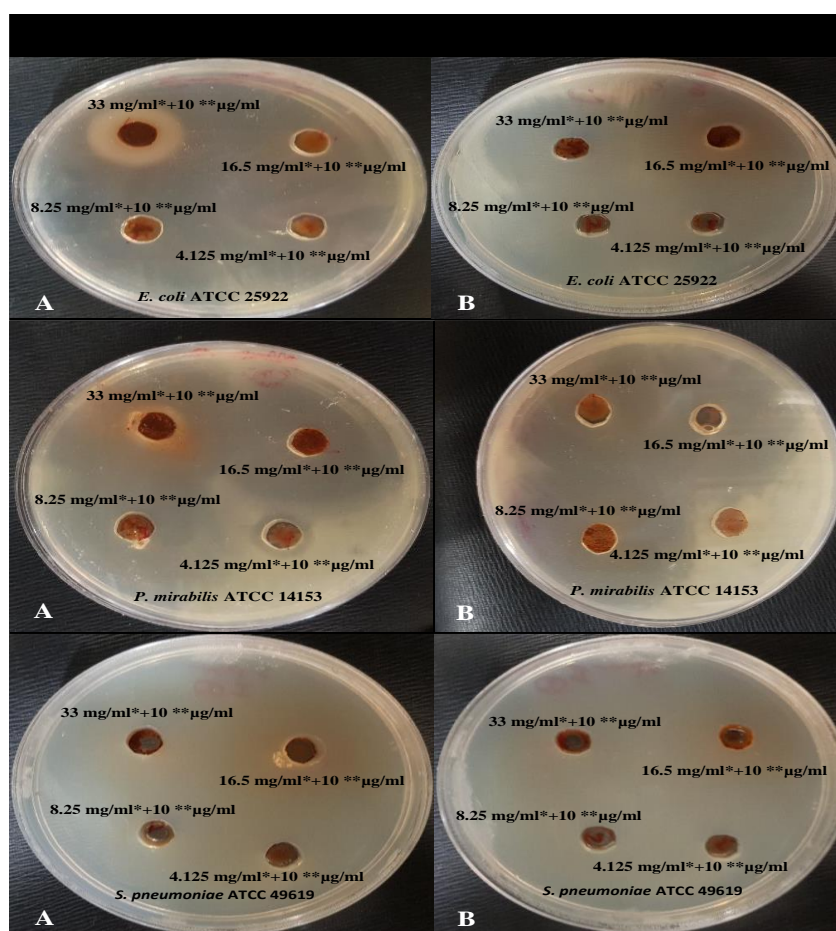 33 mg/ml*+10 **µg/ml
16.5 mg/ml*+10 **µg/ml
8.25 mg/ml*+10 **µg/ml
4.125 mg/ml*+10 **µg/ml
E. coli ATCC 25922
A
33 mg/ml*+10 **µg/ml
16.5 mg/ml*+10 **µg/ml
8.25 mg/ml*+10 **µg/ml
4.125 mg/ml*+10 **µg/ml
E. coli ATCC 25922
B
33 mg/ml*+10 **µg/ml
16.5 mg/ml*+10 **µg/ml
8.25 mg/ml*+10 **µg/ml
4.125 mg/ml*+10 **µg/ml
P. mirabilis ATCC 14153
A
33 mg/ml*+10 **µg/ml
16.5 mg/ml*+10 **µg/ml
8.25 mg/ml*+10 **µg/ml
4.125 mg/ml*+10 **µg/ml
P. mirabilis ATCC 14153
B
33 mg/ml*+10 **µg/ml
16.5 mg/ml*+10 **µg/ml
8.25 mg/ml*+10 **µg/ml
4.125 mg/ml*+10 **µg/ml
S. pneumoniae ATCC 49619
A
33 mg/ml*+10 **µg/ml
16.5 mg/ml*+10 **µg/ml
8.25 mg/ml*+10 **µg/ml
4.125 mg/ml*+10 **µg/ml
S. pneumoniae ATCC 49619
B